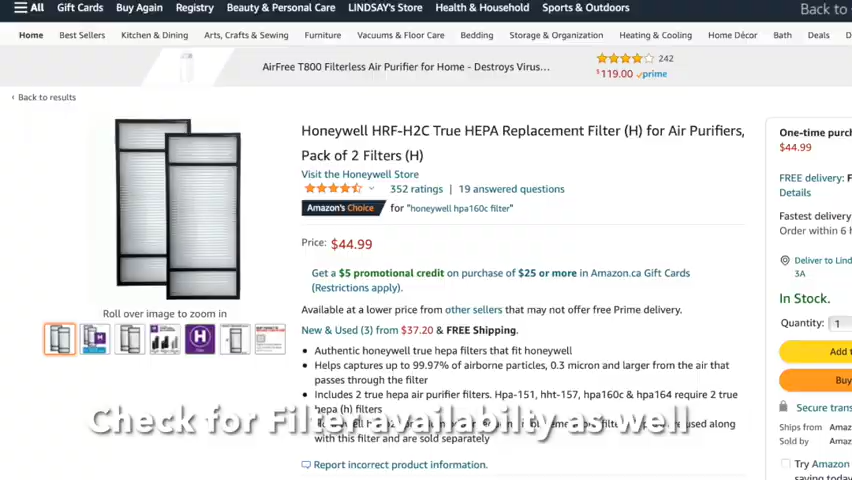 All Gift Cards Buy Again Registry Beauty & Personal Care LINDSAY's Store Health & Household Sports & Outdoors Back to
Home Best Sellers Kitchen & Dining Arts, Crafts & Sewing Furniture Vacuums & Floor Care Bedding Storage & Organization Heating & Cooling Home Décor Bath Deals D
AirFree T800 Filterless Air Purifier for Home - Destroys Virus... 242
$119.00 prime
‹ Back to results
Honeywell HRF-H2C True HEPA Replacement Filter (H) for Air Purifiers,
Pack of 2 Filters (H)
Visit the Honeywell Store
352 ratings | 19 answered questions
Amazon's Choice for "honeywell hpa160c filter"
Price: $44.99
Get a $5 promotional credit on purchase of $25 or more in Amazon.ca Gift Cards
(Restrictions apply).
Available at a lower price from other sellers that may not offer free Prime delivery.
New & Used (3) from $37.20 & FREE Shipping.
Authentic honeywell true hepa filters that fit honeywell
Helps captures up to 99.97% of airborne particles, 0.3 micron and larger from the air that
passes through the filter
Includes 2 true hepa air purifier filters. Hpa-151, hht-157, hpa160c & hpa164 require 2 true
hepa (h) filters
are used along
with this filter and are sold separately
Report incorrect product information.
Roll over image to zoom in
H
Check for Filter availabilty as well
One-time purch
$44.99
FREE delivery: F
Details
Fastest delivery
Order within 6 h
Deliver to Lind
3A
In Stock.
Quantity: 1
Add t
Buy
Secure trans
Ships from Amaz
Sold by Amaz
Try Amazon
saving today